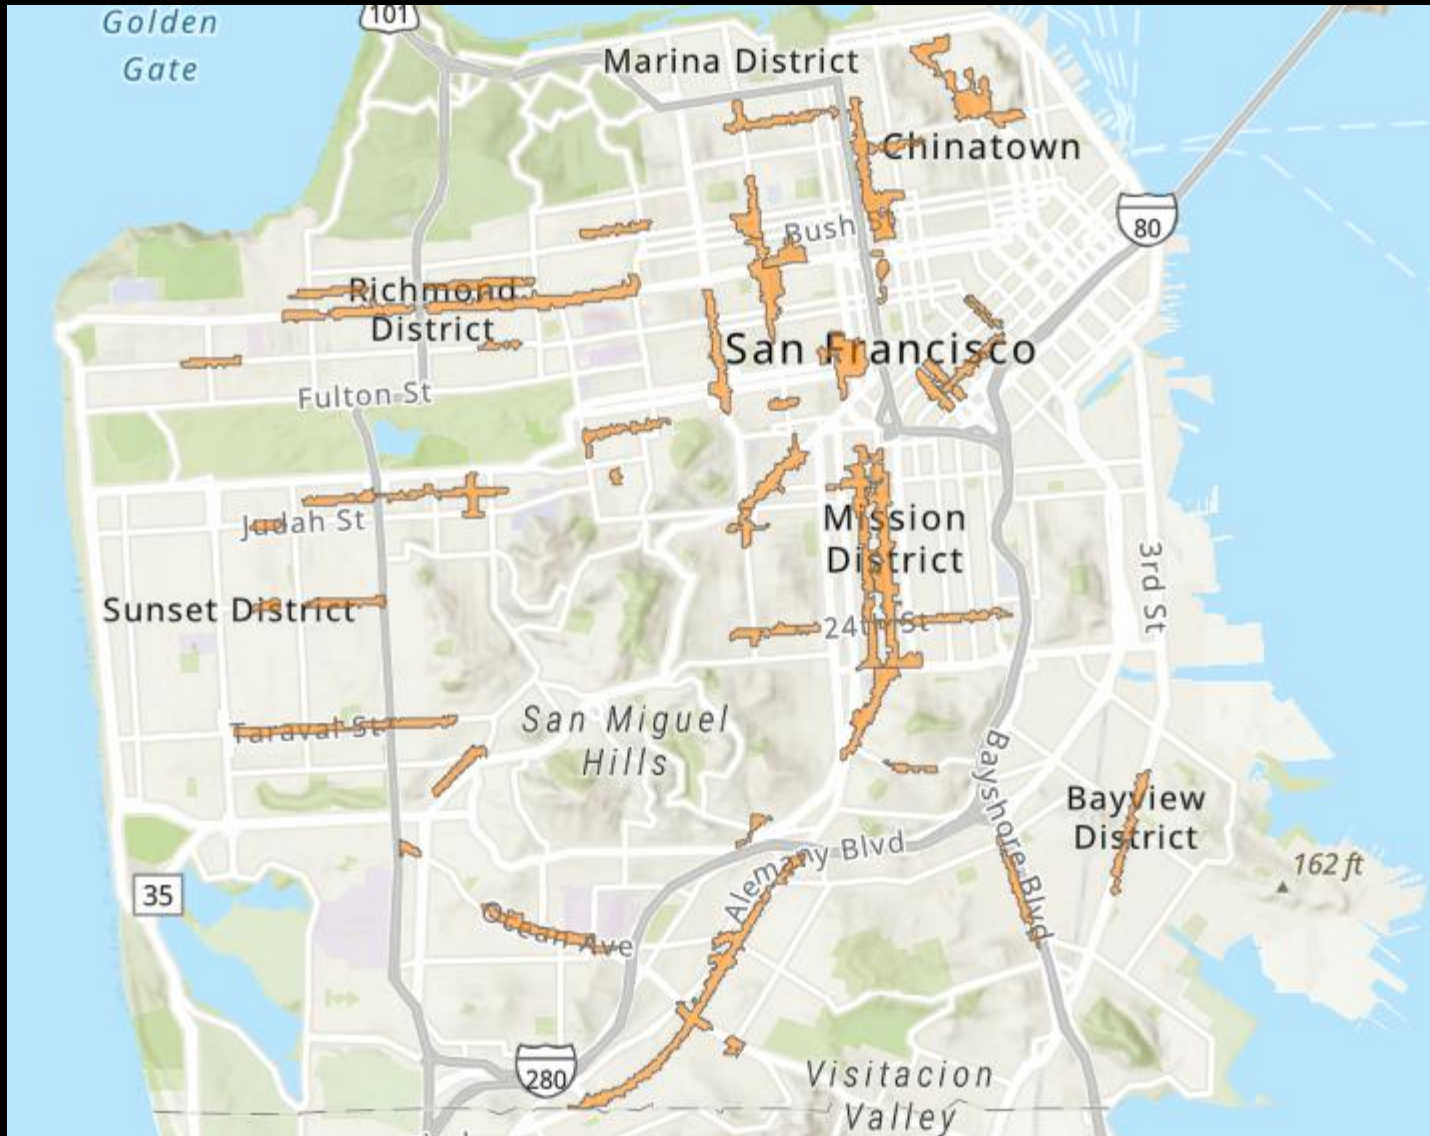 Golden
Gate
101
Marina District
Chinatown
80
Bush St
Richmond
District
San Francisco
Fulton St
Judah St
Mission
District
3rd St
Sunset District
24th St
San Miguel
Hills
Taraval St
Bayshore Blvd
Bayview
District
162 ft
Alemany Blvd
35
Ocean Ave
280
Visitacion
Valley